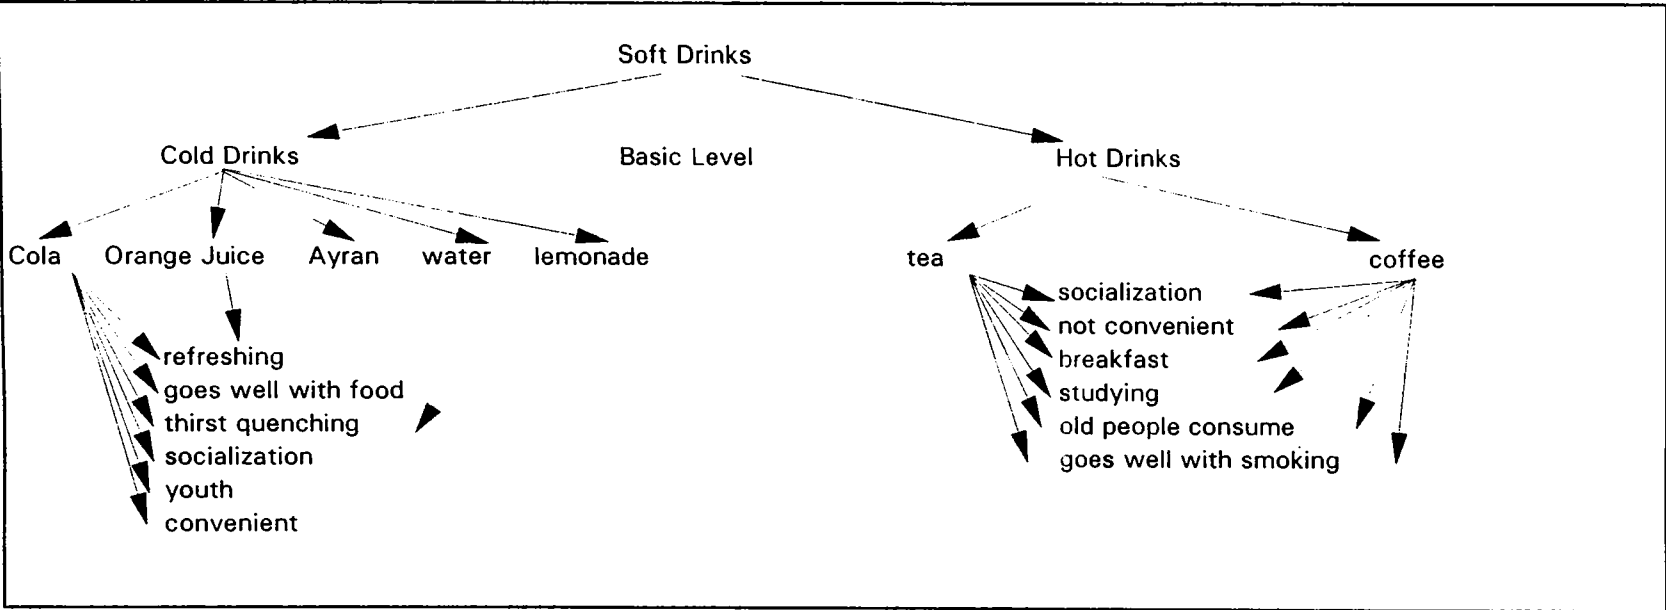 Soft Drinks
Cold Drinks Basic Level Hot Drinks
Cola Orange Juice Ayran water lemonade tea coffee
socialization
not convenient
refreshing breakfast
goes well with food studying
thirst quenching old people consume
socialization goes well with smoking
youth
convenient